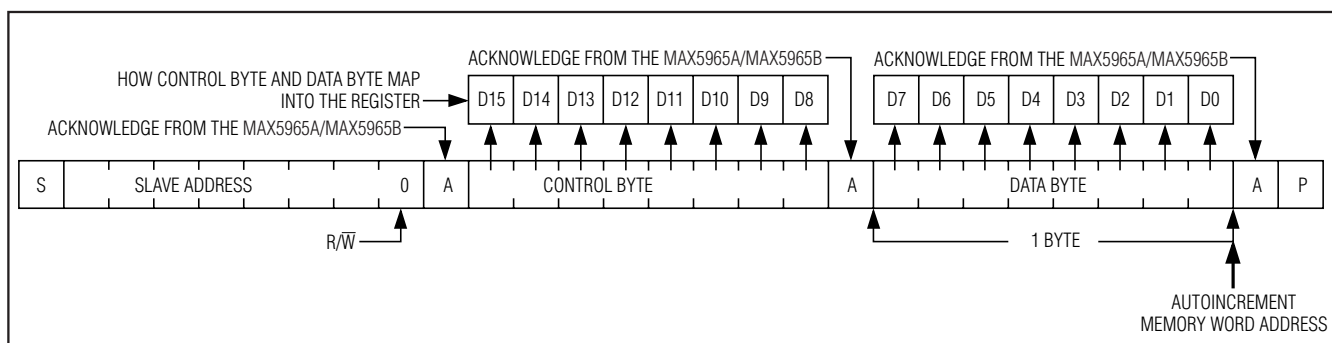 ACKNOWLEDGE FROM THE MAX5965A/MAX5965B
ACKNOWLEDGE FROM THE MAX5965A/MAX5965B
HOW CONTROL BYTE AND DATA BYTE MAP
INTO THE REGISTER
D15 D14 D13 D12 D11 D10 D9 D8
D7 D6 D5 D4 D3 D2 D1 D0
ACKNOWLEDGE FROM THE MAX5965A/MAX5965B
S SLAVE ADDRESS 0 A CONTROL BYTE A DATA BYTE A P
R/W̅
1 BYTE
AUTOINCREMENT
MEMORY WORD ADDRESS